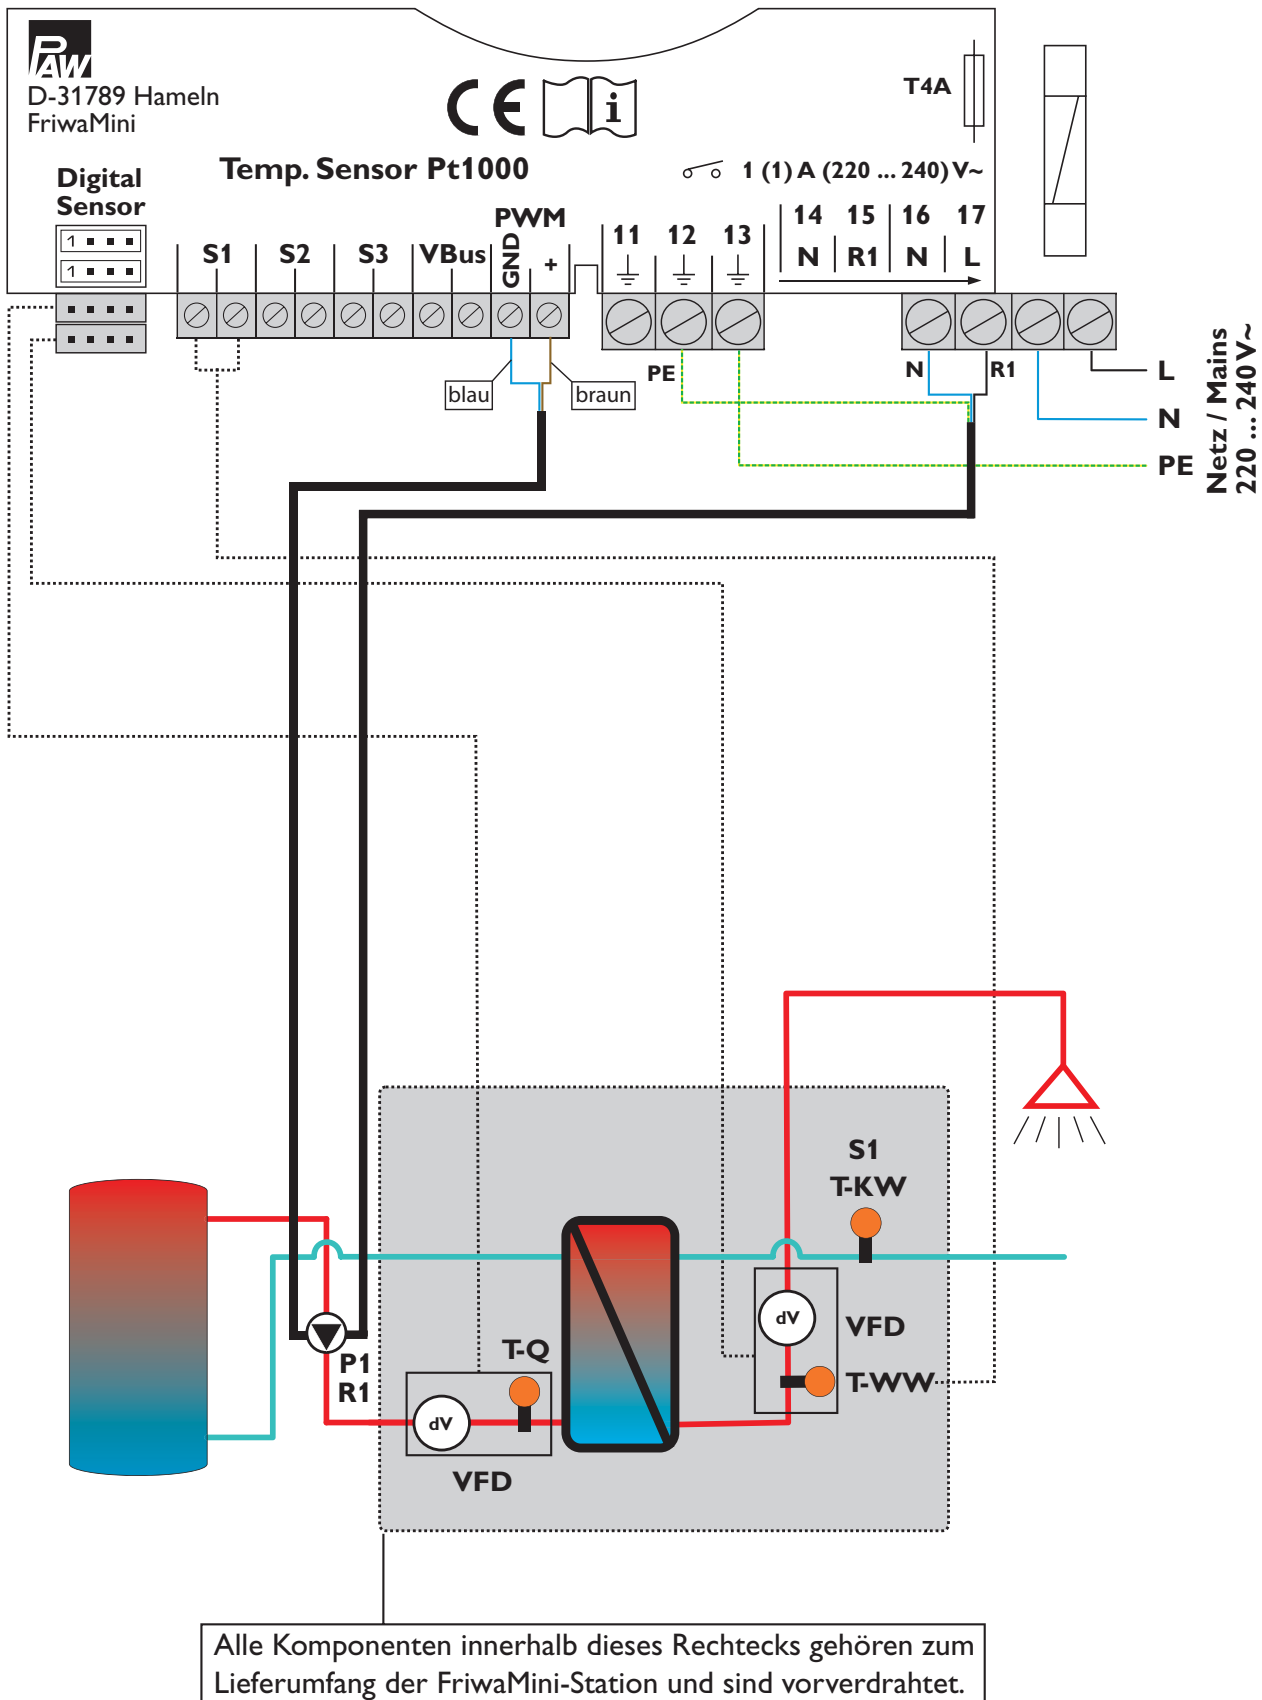 PAW
D-31789 Hameln
FriwaMini
T4A
Temp. Sensor Pt1000
1 (1) A (220 ... 240) V~
Digital
Sensor
1
1
S1 S2 S3 VBus PWM
GND +
11 12 13
14 15 16 17
N R1 N L
blau
braun
PE
N R1
L
N
PE
Netz / Mains
220 ... 240 V~
S1
T-KW
dV
VFD
T-WW
P1
R1
T-Q
dV
VFD
Alle Komponenten innerhalb dieses Rechtecks gehören zum
Lieferumfang der FriwaMini-Station und sind vorverdrahtet.